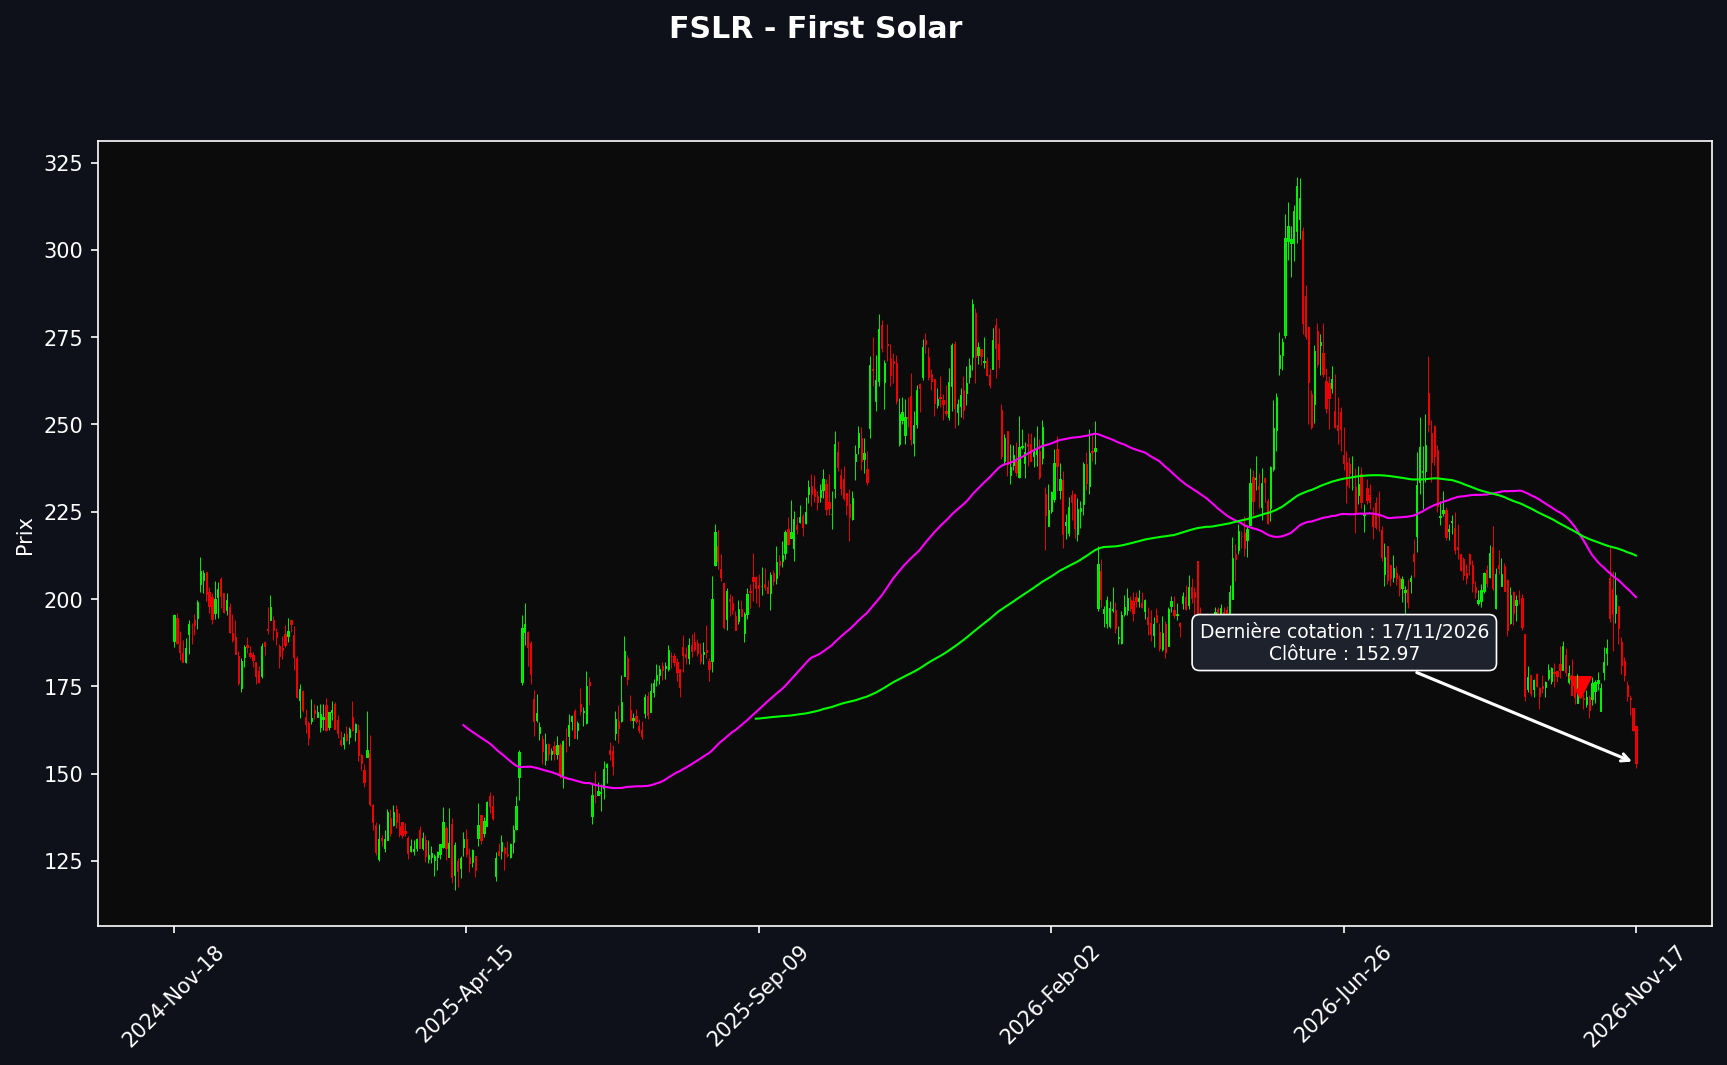 FSLR - First Solar
Prix
325
300
275
250
225
200
175
150
125
Dernière cotation : 17/11/2026
Clôture : 152.97
2024-Nov-18
2025-Apr-15
2025-Sep-09
2026-Feb-02
2026-Jun-26
2026-Nov-17